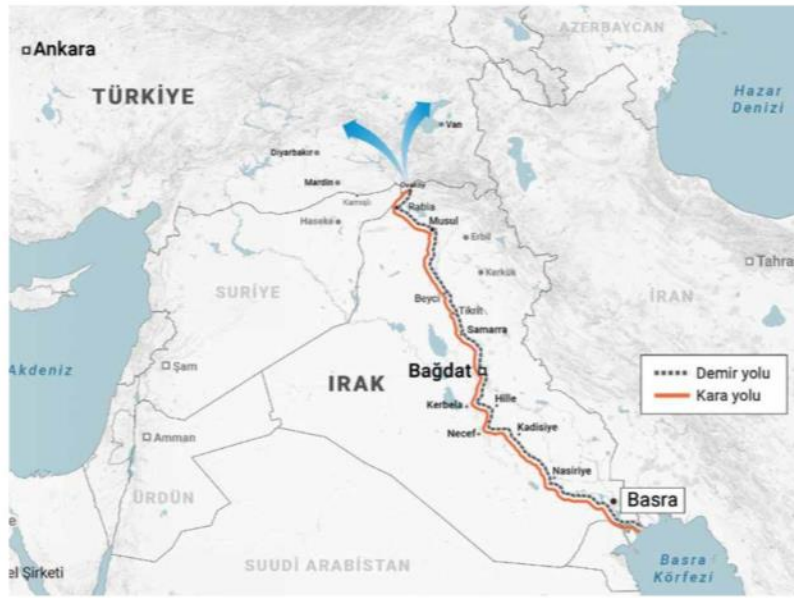 AZERBAYCAN
Ankara
TÜRKİYE
Hazar
Denizi
Van
Diyarbakır
Mardin
Ovaköy
Kamışlı
Rabia
Haseke
Musul
Erbil
Tahra
Kerkük
SURİYE
İRAN
Beyci
Tikrit
Samarra
Akdeniz
Şam
IRAK
Bağdat
Demir yolu
Kara yolu
Hille
Kerbela
Kadisiye
Necef
Amman
Nasiriye
ÜRDÜN
Basra
SUUDİ ARABİSTAN
Basra
Körfezi
el Şirketi